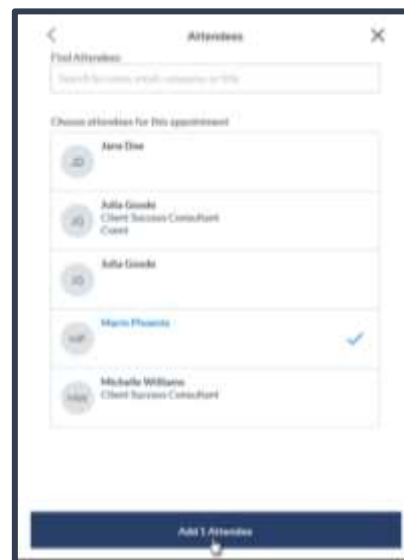 Attendees
Find Attendees
Search by name, email, company or title
Choose attendees for this appointment
Jane Doe
JD
Julia Goode
Client Success Consultant
JG
Cvent
Julia Goode
JG
Mario Phoenix
MP
Michelle Williams
Client Success Consultant
MW
Add 1 Attendee